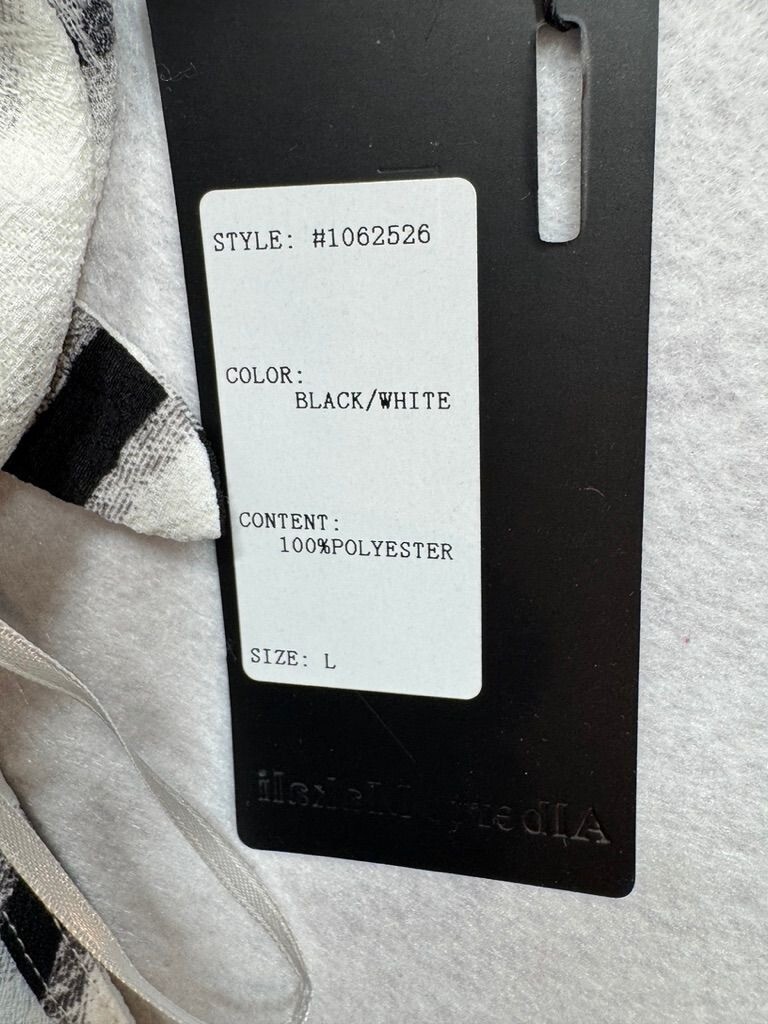 STYLE: #1062526
COLOR:
BLACK/WHITE
CONTENT:
100%POLYESTER
SIZE: L